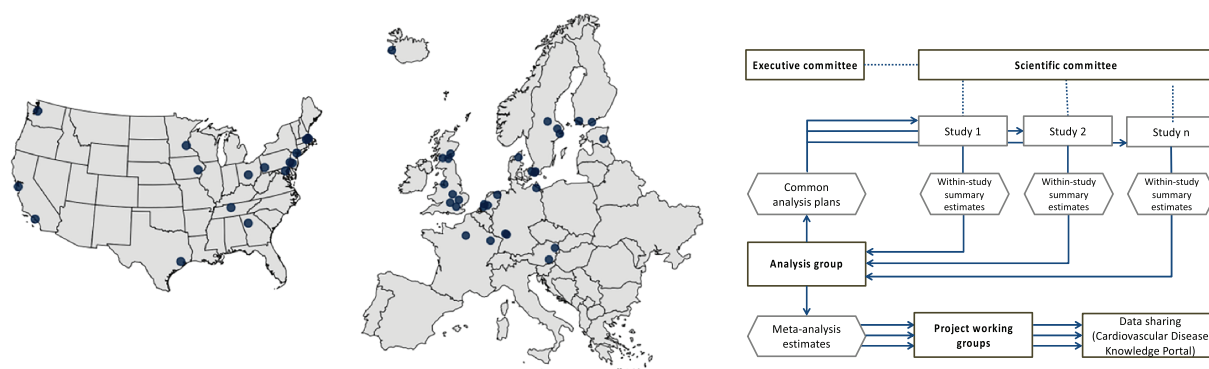 Executive committee
Scientific committee
Study 1
Study 2
Study n
Common
analysis plans
Within-study
summary
estimates
Within-study
summary
estimates
Within-study
summary
estimates
Analysis group
Meta-analysis
estimates
Project working
groups
Data sharing
(Cardiovascular Disease
Knowledge Portal)